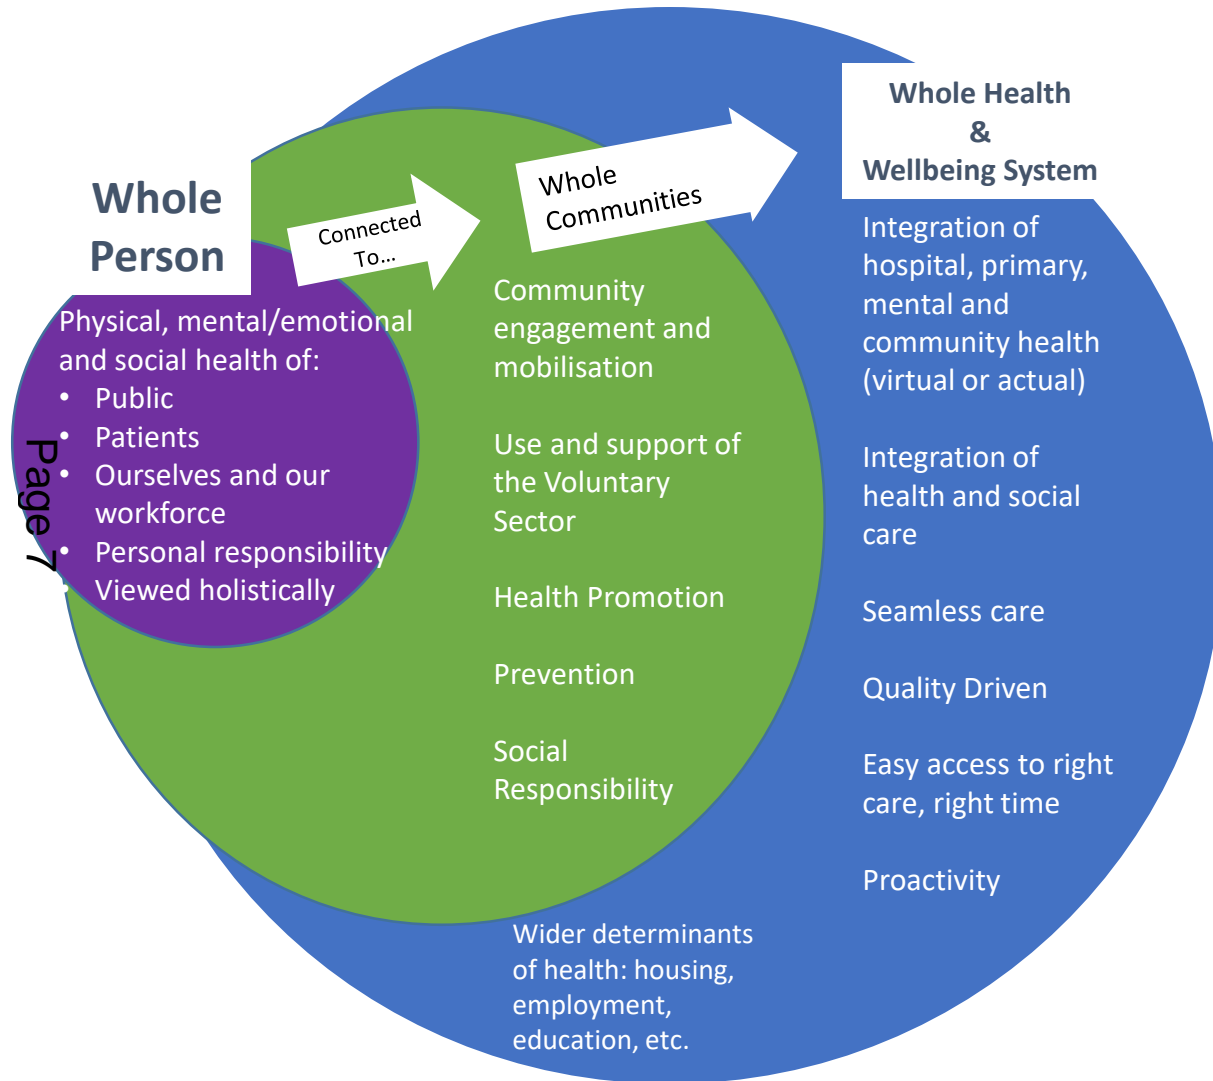 Whole
Person
Connected
To...
Whole
Communities
Whole Health
&
Wellbeing System
Physical, mental/emotional
and social health of:
• Public
• Patients
• Ourselves and our
workforce
• Personal responsibility
• Viewed holistically
Page 7
Community
engagement and
mobilisation
Use and support of
the Voluntary
Sector
Health Promotion
Prevention
Social
Responsibility
Integration of
hospital, primary,
mental and
community health
(virtual or actual)
Integration of
health and social
care
Seamless care
Quality Driven
Easy access to right
care, right time
Proactivity
Wider determinants
of health: housing,
employment,
education, etc.